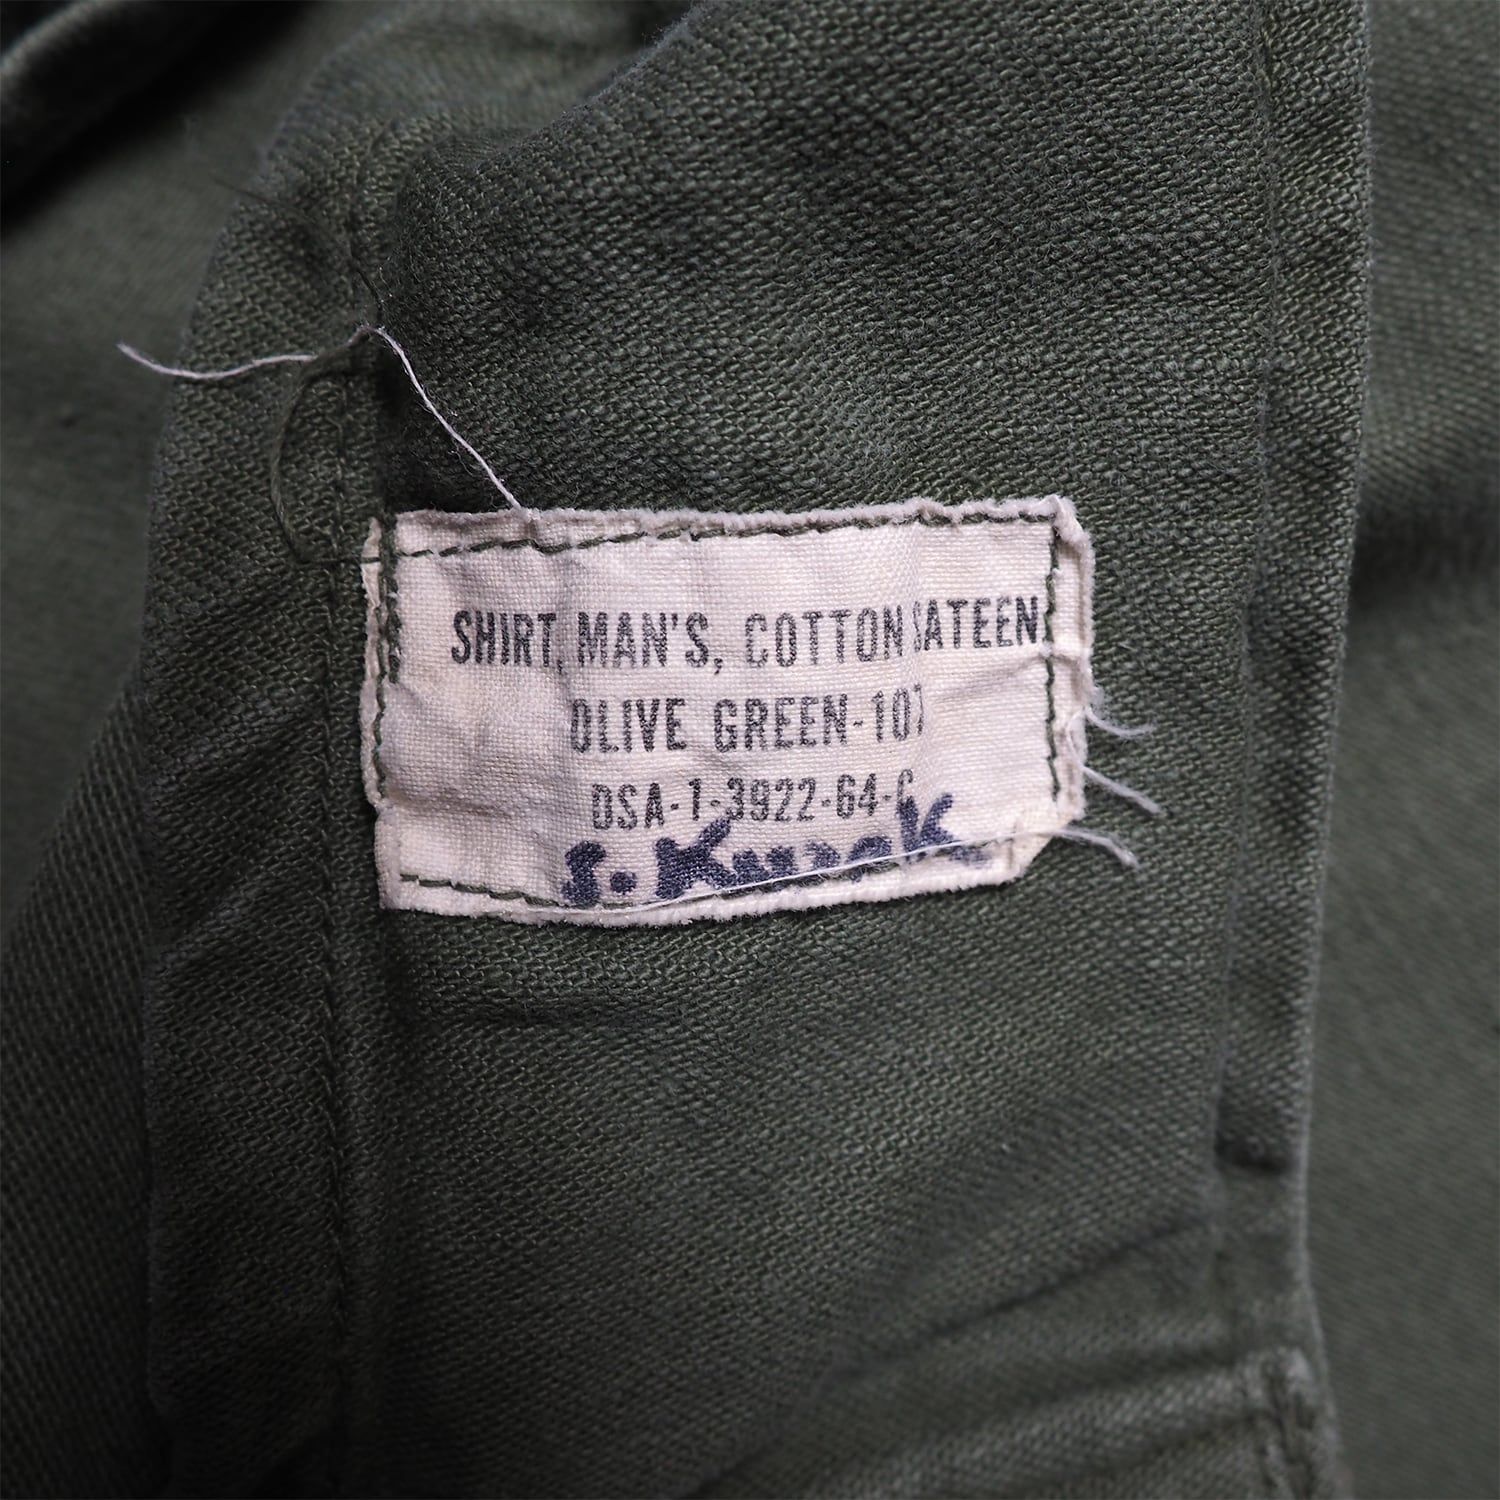 SHIRT, MAN'S, COTTON SATEEN
OLIVE GREEN-107
DSA-1-3922-64-C
S.